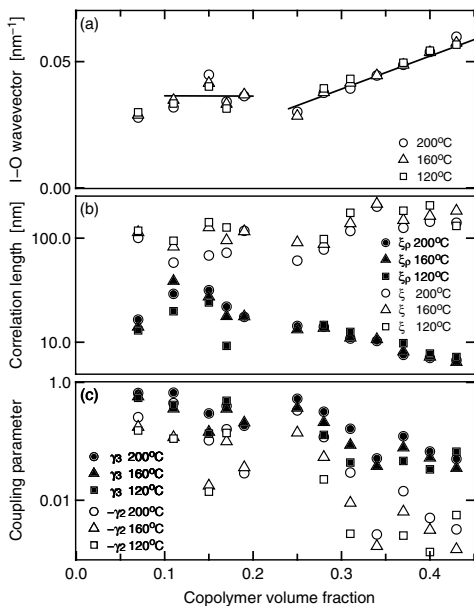 (a)
I-O wavevector [nm⁻¹]
0.05
0.00
200ºC
160ºC
120ºC
(b)
Correlation length [nm]
100.0
10.0
ξρ 200ºC
ξρ 160ºC
ξρ 120ºC
ξ 200ºC
ξ 160ºC
ξ 120ºC
(c)
Coupling parameter
1.0
0.01
γ3 200ºC
γ3 160ºC
γ3 120ºC
-γ2 200ºC
-γ2 160ºC
-γ2 120ºC
0.0 0.1 0.2 0.3 0.4
Copolymer volume fraction